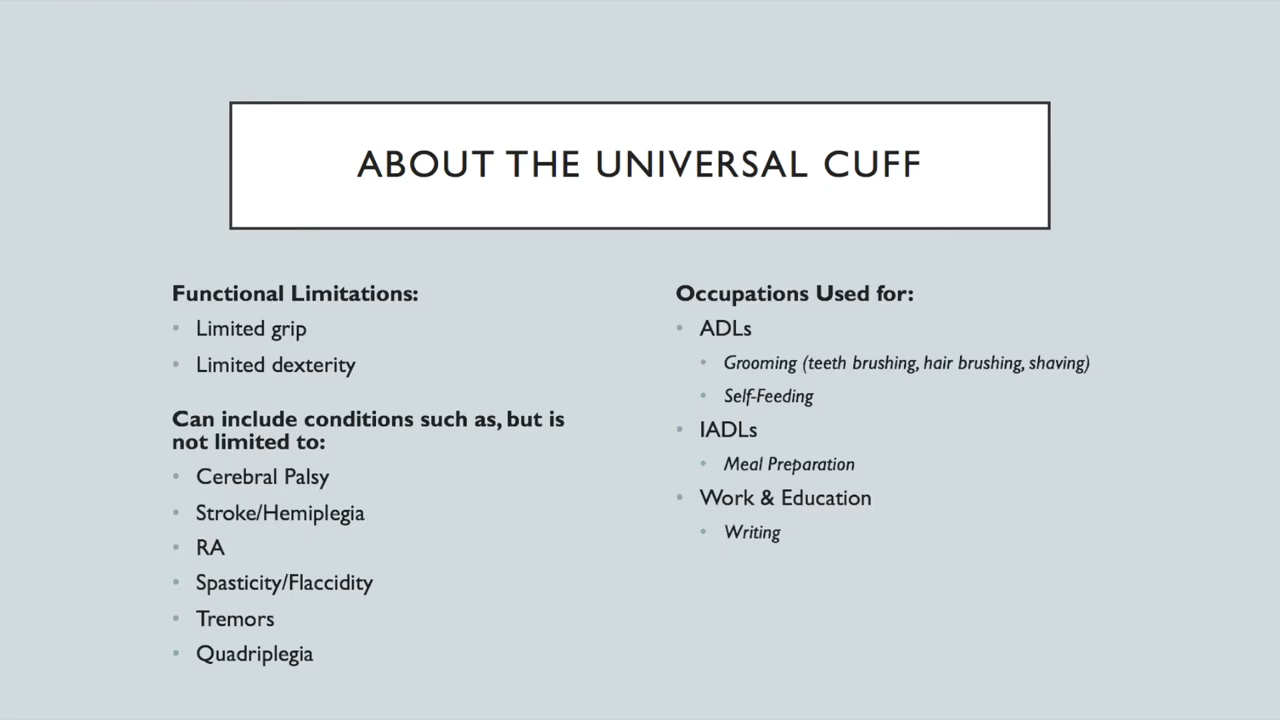 ABOUT THE UNIVERSAL CUFF
Functional Limitations:
• Limited grip
• Limited dexterity
Can include conditions such as, but is
not limited to:
• Cerebral Palsy
• Stroke/Hemiplegia
• RA
• Spasticity/Flaccidity
• Tremors
• Quadriplegia
Occupations Used for:
• ADLs
• Grooming (teeth brushing, hair brushing, shaving)
• Self-Feeding
• IADLs
• Meal Preparation
• Work & Education
• Writing